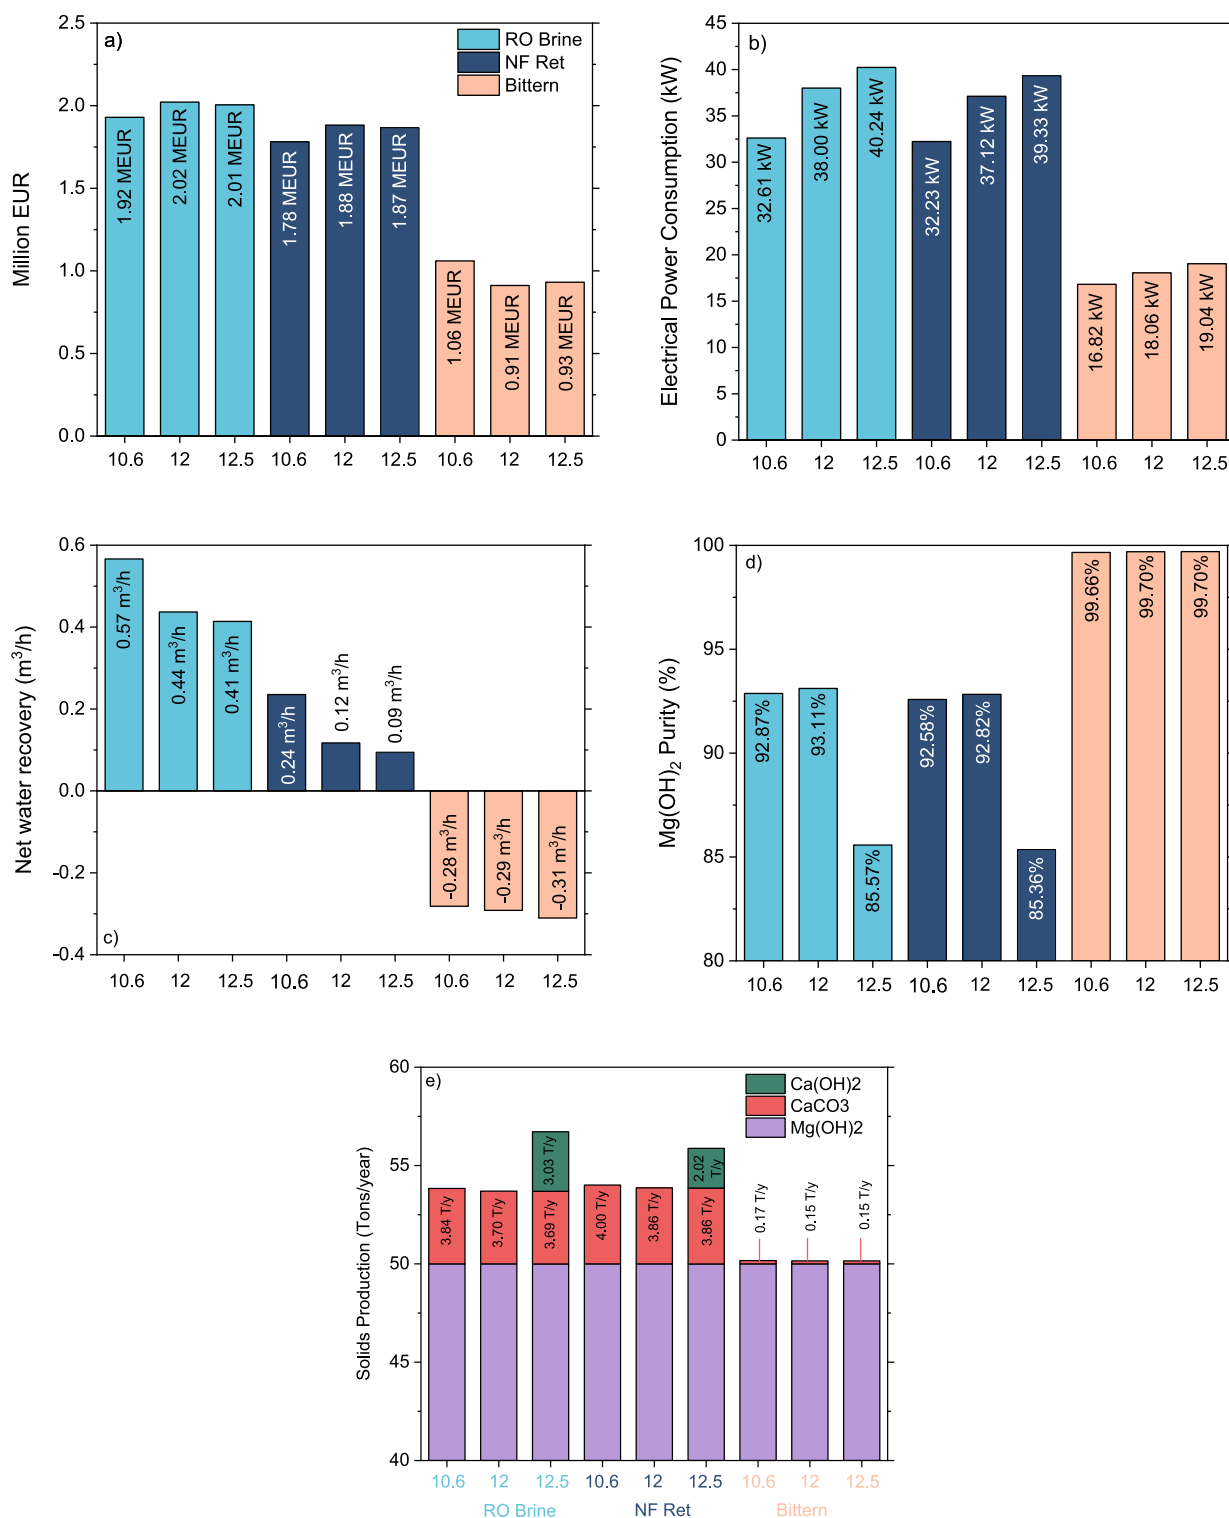 a)
RO Brine
NF Ret
Bittern
Million EUR
2.5
2.0
1.5
1.0
0.5
0.0
1.92 MEUR
2.02 MEUR
2.01 MEUR
1.78 MEUR
1.88 MEUR
1.87 MEUR
1.06 MEUR
0.91 MEUR
0.93 MEUR
10.6 12 12.5 10.6 12 12.5 10.6 12 12.5
b)
Electrical Power Consumption (kW)
45
40
35
30
25
20
15
10
5
0
32.61 kW
38.00 kW
40.24 kW
32.23 kW
37.12 kW
39.33 kW
16.82 kW
18.06 kW
19.04 kW
10.6 12 12.5 10.6 12 12.5 10.6 12 12.5
c)
Net water recovery (m³/h)
0.6
0.4
0.2
0.0
-0.2
-0.4
0.57 m³/h
0.44 m³/h
0.41 m³/h
0.24 m³/h
0.12 m³/h
0.09 m³/h
-0.28 m³/h
-0.29 m³/h
-0.31 m³/h
10.6 12 12.5 10.6 12 12.5 10.6 12 12.5
d)
Mg(OH)₂ Purity (%)
100
95
90
85
80
92.87%
93.11%
85.57%
92.58%
92.82%
85.36%
99.66%
99.70%
99.70%
10.6 12 12.5 10.6 12 12.5 10.6 12 12.5
e)
Ca(OH)2
CaCO3
Mg(OH)2
Solids Production (Tons/year)
60
55
50
45
40
3.84 T/y
3.70 T/y
3.03 T/y
3.69 T/y
4.00 T/y
3.86 T/y
2.02
T/y
3.86 T/y
0.17 T/y
0.15 T/y
0.15 T/y
10.6 12 12.5 10.6 12 12.5 10.6 12 12.5
RO Brine NF Ret Bittern